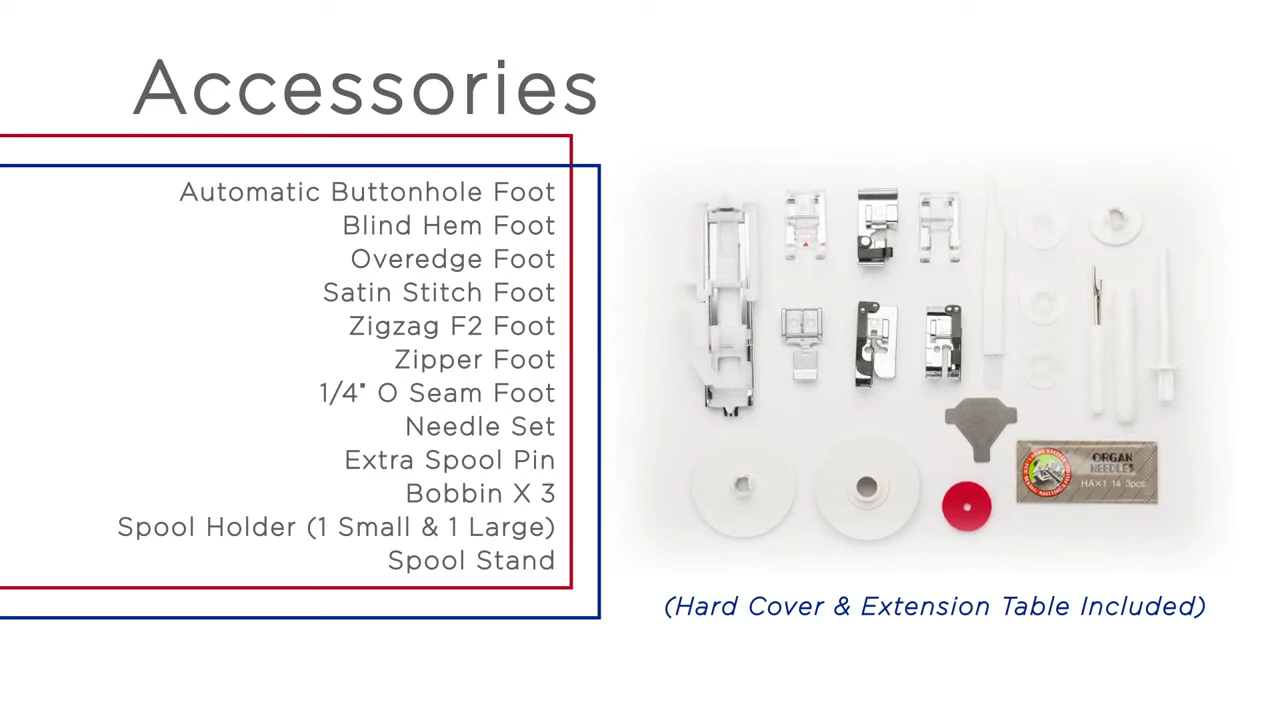 Accessories
Automatic Buttonhole Foot
Blind Hem Foot
Overedge Foot
Satin Stitch Foot
Zigzag F2 Foot
Zipper Foot
1/4" O Seam Foot
Needle Set
Extra Spool Pin
Bobbin X 3
Spool Holder (1 Small & 1 Large)
Spool Stand
ORGAN
NEEDLES
HA×1 14 3pcs.
(Hard Cover & Extension Table Included)